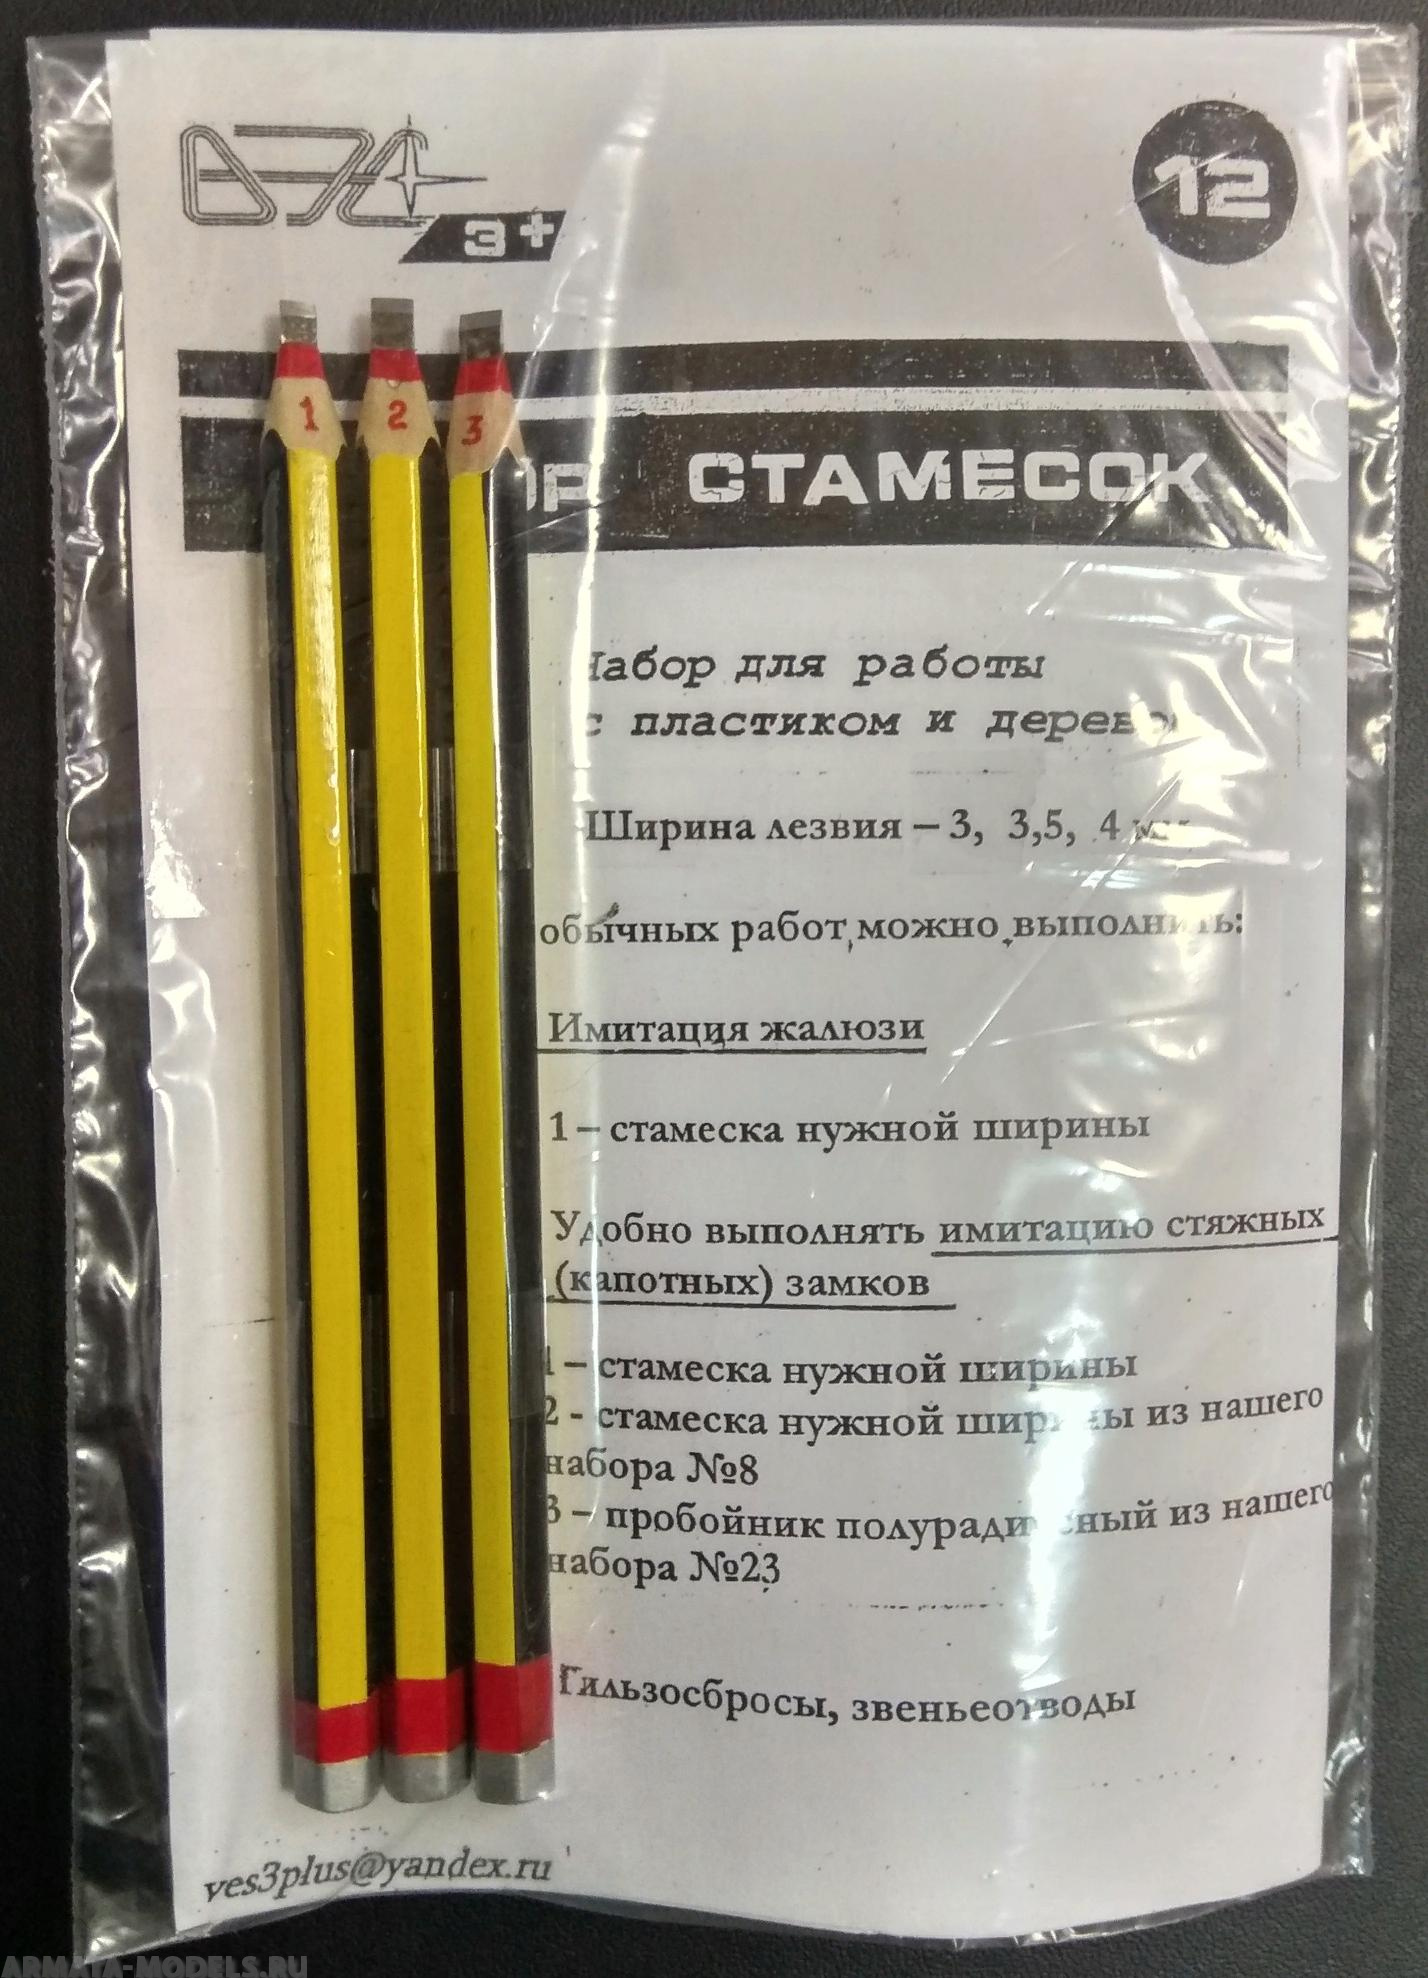 ВЭС
3+
12
1 2 3
СТАМЕСОК
для работы
с пластиком и
Ширина лезвия – 3, 3,5, 4
обычных работ можно выполнить:
Имитация жалюзи
1 – стамеска нужной ширины
Удобно выполнять имитацию стяжных
(капотных) замков
1 – стамеска нужной ширины
2 - стамеска нужной ширины из нашего
набора №8
3 – пробойник полурадиусный из нашего
набора №23
Гильзосбросы, звеньеотводы
ves3plus@yandex.ru
ARMATA-MODELS.RU